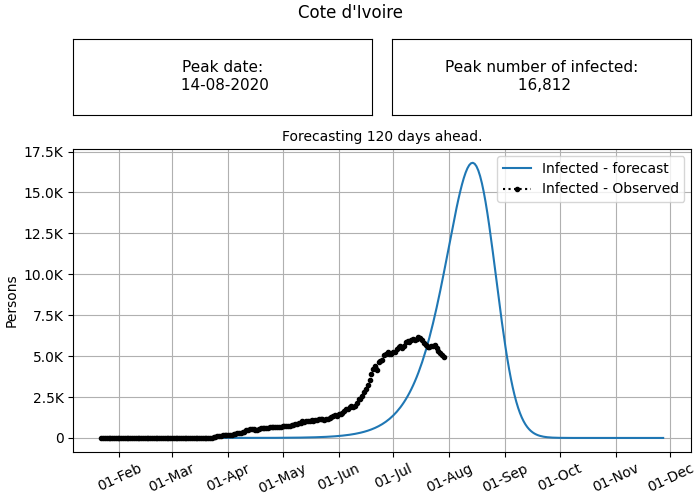 Cote d'Ivoire
Peak date:
14-08-2020
Peak number of infected:
16,812
Forecasting 120 days ahead.
17.5K
15.0K
12.5K
10.0K
7.5K
5.0K
2.5K
0
Persons
Infected - forecast
Infected - Observed
01-Feb
01-Mar
01-Apr
01-May
01-Jun
01-Jul
01-Aug
01-Sep
01-Oct
01-Nov
01-Dec